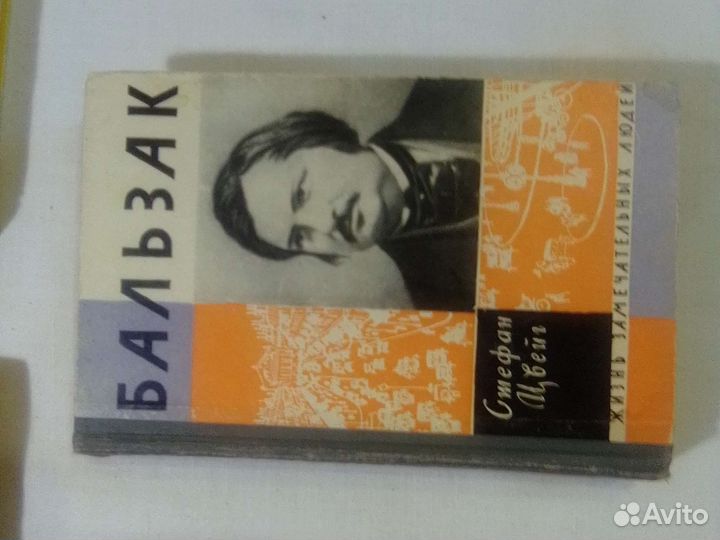 БАЛЬЗАК
Стефан
Цвейг
ЖИЗНЬ ЗАМЕЧАТЕЛЬНЫХ ЛЮДЕЙ
Avito